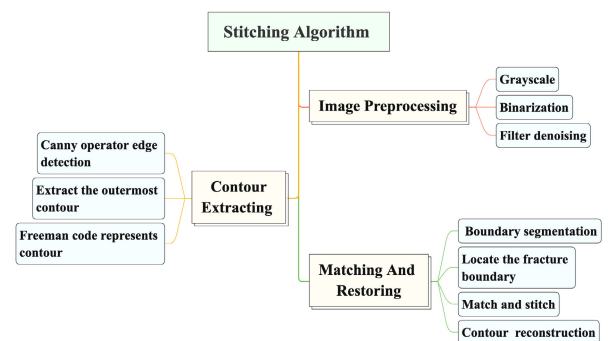 Stitching Algorithm
Image Preprocessing
Grayscale
Binarization
Filter denoising
Contour
Extracting
Canny operator edge
detection
Extract the outermost
contour
Freeman code represents
contour
Matching And
Restoring
Boundary segmentation
Locate the fracture
boundary
Match and stitch
Contour reconstruction